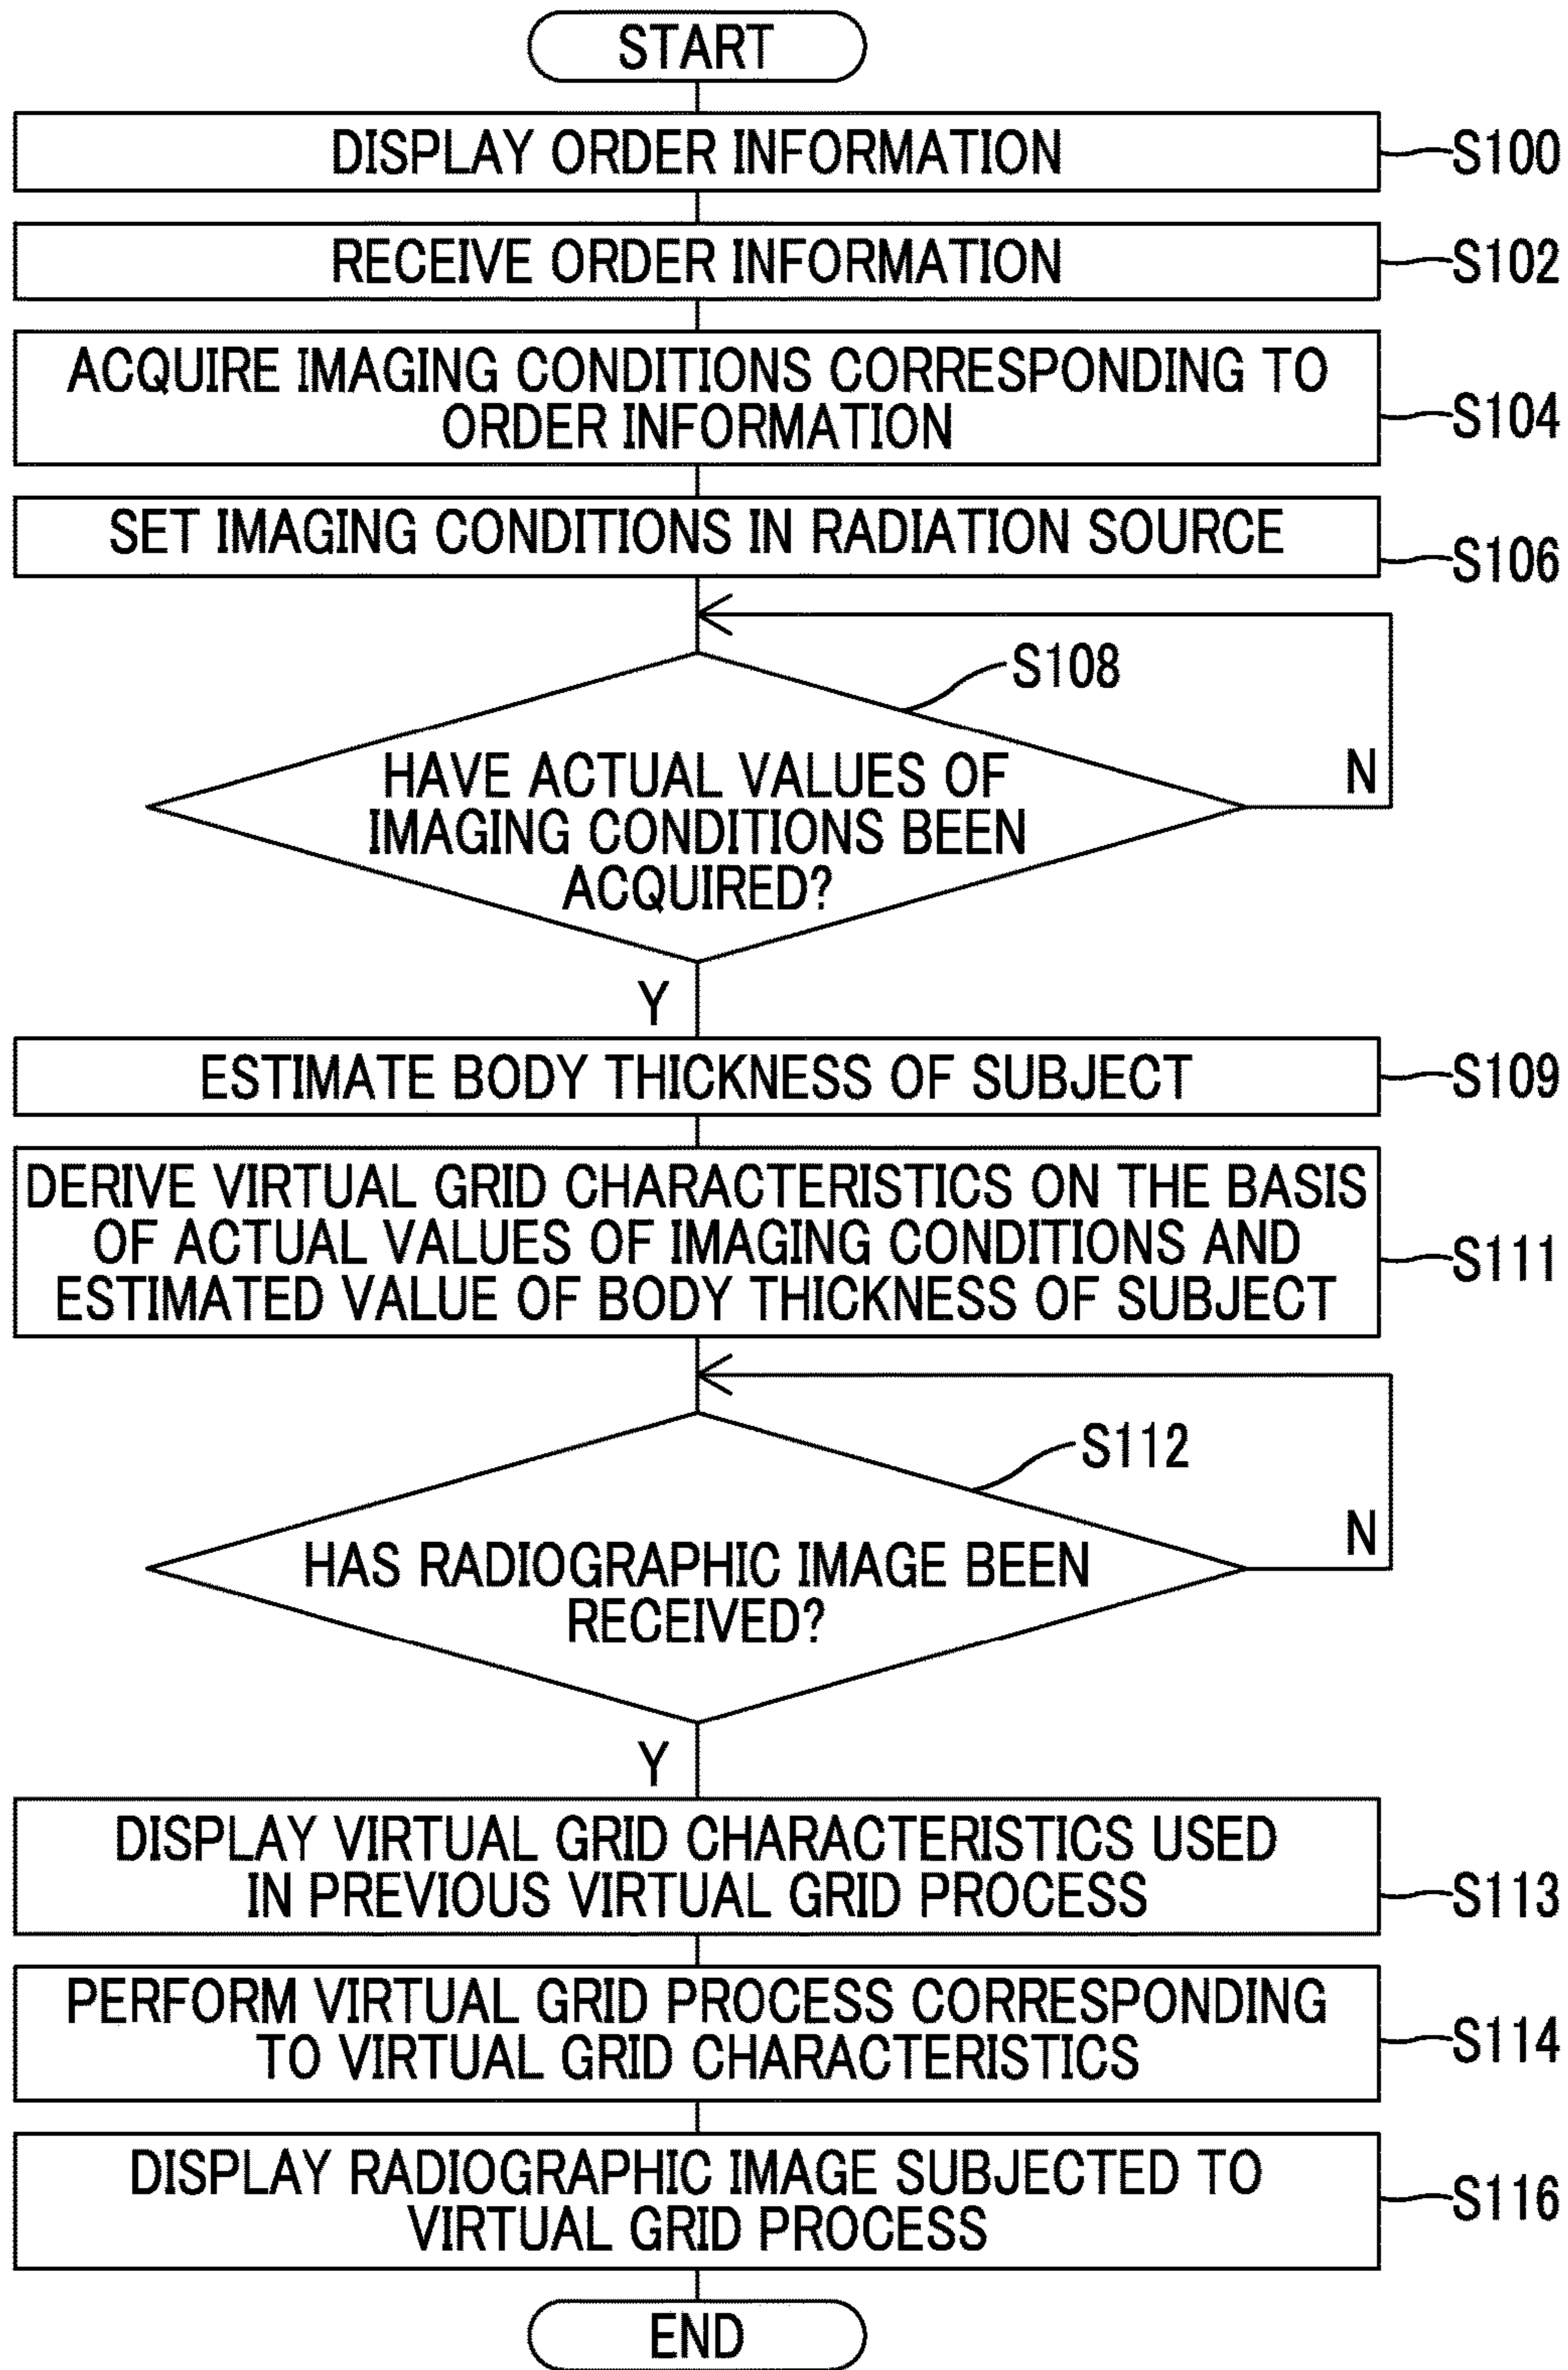 START
DISPLAY ORDER INFORMATION
S100
RECEIVE ORDER INFORMATION
S102
ACQUIRE IMAGING CONDITIONS CORRESPONDING TO
ORDER INFORMATION
S104
SET IMAGING CONDITIONS IN RADIATION SOURCE
S106
S108
HAVE ACTUAL VALUES OF
IMAGING CONDITIONS BEEN
ACQUIRED?
N
Y
ESTIMATE BODY THICKNESS OF SUBJECT
S109
DERIVE VIRTUAL GRID CHARACTERISTICS ON THE BASIS
OF ACTUAL VALUES OF IMAGING CONDITIONS AND
ESTIMATED VALUE OF BODY THICKNESS OF SUBJECT
S111
S112
HAS RADIOGRAPHIC IMAGE BEEN
RECEIVED?
N
Y
DISPLAY VIRTUAL GRID CHARACTERISTICS USED
IN PREVIOUS VIRTUAL GRID PROCESS
S113
PERFORM VIRTUAL GRID PROCESS CORRESPONDING
TO VIRTUAL GRID CHARACTERISTICS
S114
DISPLAY RADIOGRAPHIC IMAGE SUBJECTED TO
VIRTUAL GRID PROCESS
S116
END